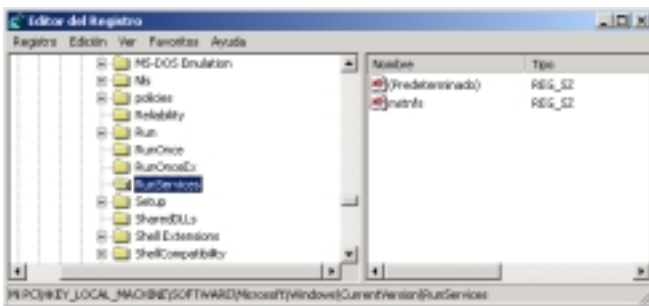 Editor del Registro
Registro Edición Ver Favoritos Ayuda
MS-DOS Emulation
Nls
policies
Reliability
Run
RunOnce
RunOnceEx
RunServices
Setup
SharedDLLs
Shell Extensions
ShellCompatibility
Nombre Tipo
(Predeterminado) REG_SZ
REG_SZ
Mi PC\HKEY_LOCAL_MACHINE\SOFTWARE\Microsoft\Windows\CurrentVersion\RunServices